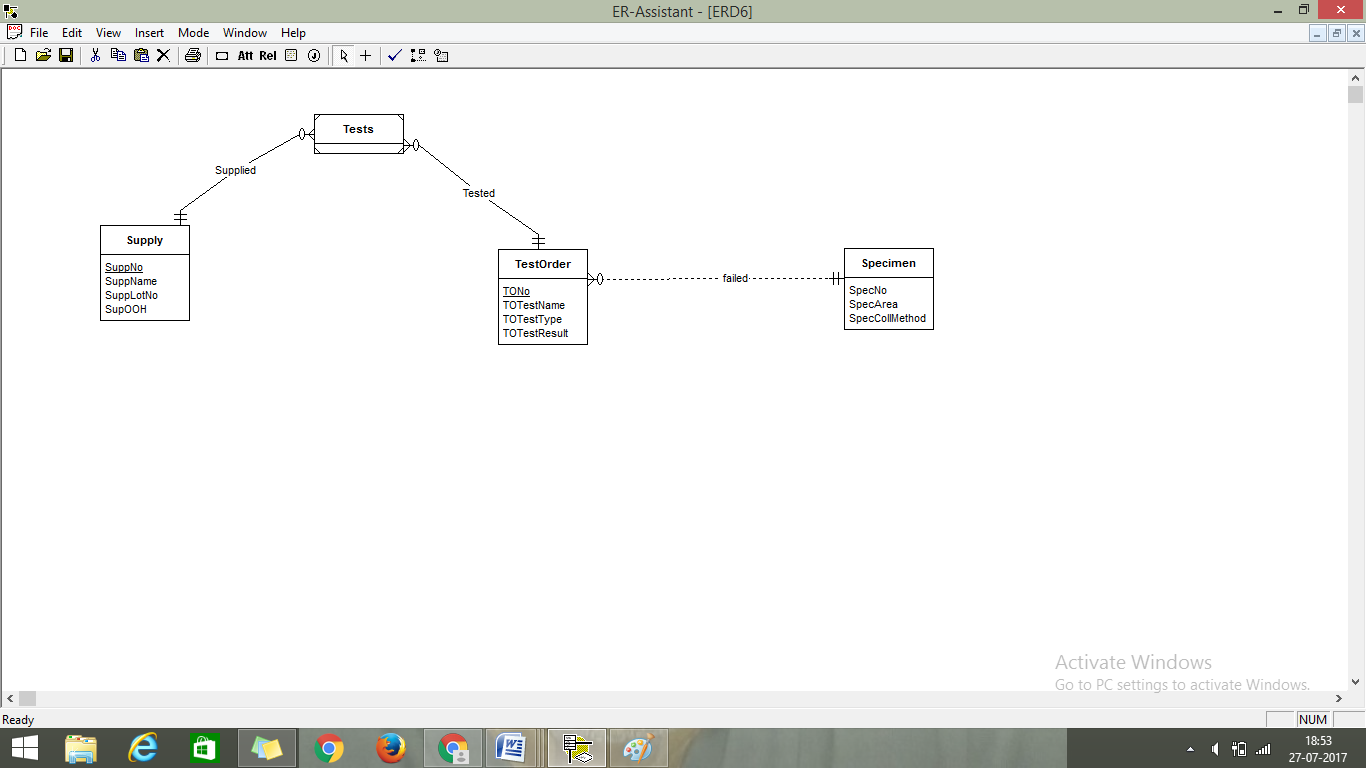 ER-Assistant - [ERD6]
File Edit View Insert Mode Window Help
Att Rel J
Tests
Supplied
Tested
Supply
SuppNo
SuppName
SuppLotNo
SupOOH
TestOrder
TONo
TOTestName
TOTestType
TOTestResult
failed
Specimen
SpecNo
SpecArea
SpecCollMethod
Activate Windows
Go to PC settings to activate Windows.
Ready
NUM
18:53
27-07-2017